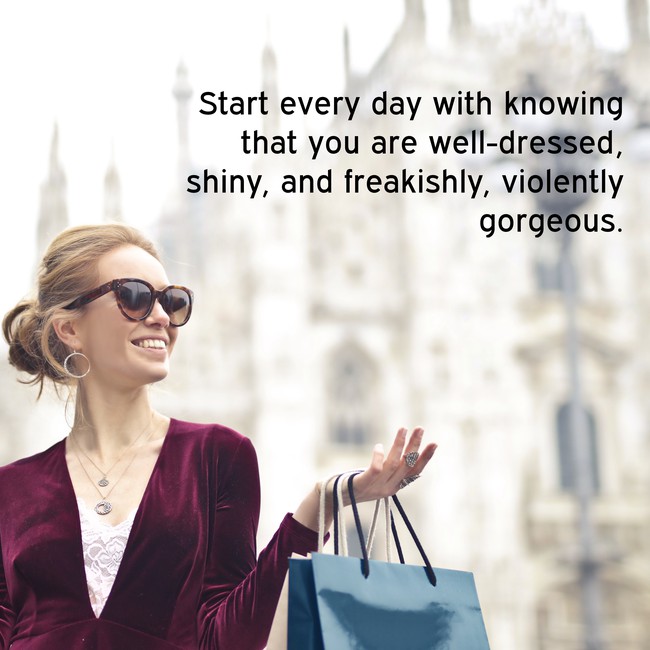 Start every day with knowing
that you are well-dressed,
shiny, and freakishly, violently
gorgeous.